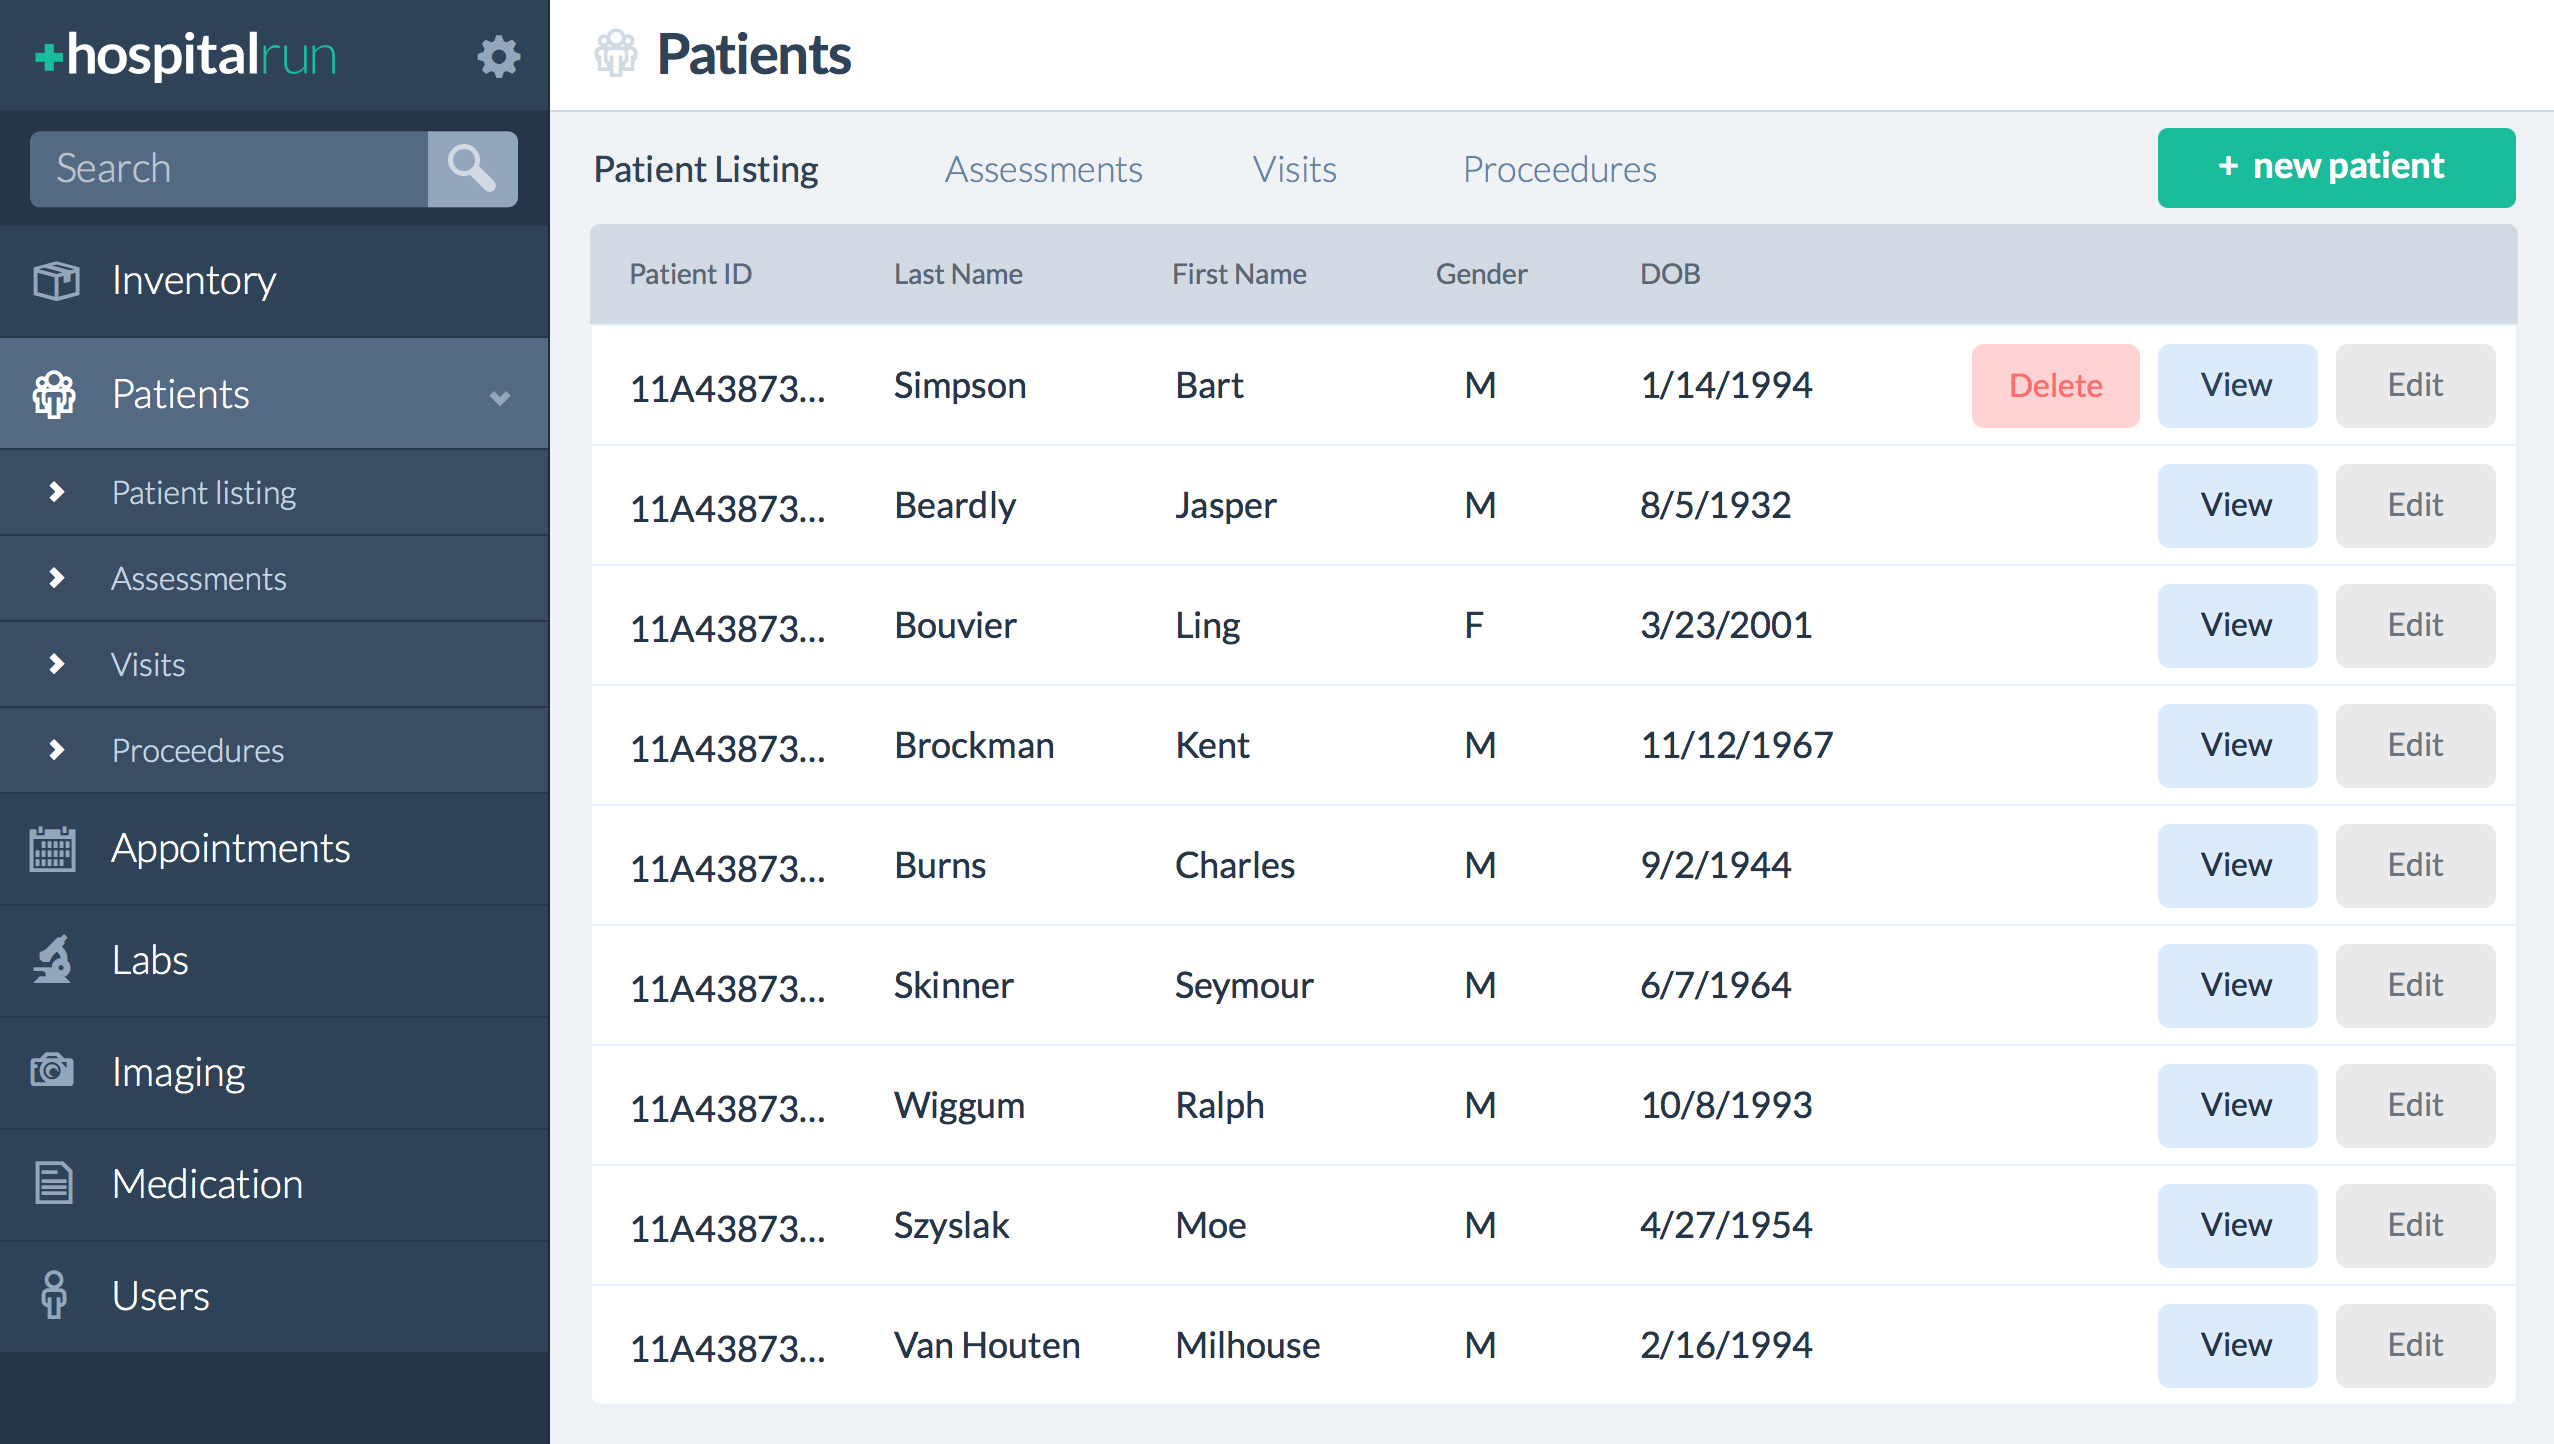 +hospitalrun
Search
Inventory
Patients
Patient listing
Assessments
Visits
Proceedures
Appointments
Labs
Imaging
Medication
Users
Patients
Patient Listing Assessments Visits Proceedures + new patient
Patient ID Last Name First Name Gender DOB
11A43873... Simpson Bart M 1/14/1994 Delete View Edit
11A43873... Beardly Jasper M 8/5/1932 View Edit
11A43873... Bouvier Ling F 3/23/2001 View Edit
11A43873... Brockman Kent M 11/12/1967 View Edit
11A43873... Burns Charles M 9/2/1944 View Edit
11A43873... Skinner Seymour M 6/7/1964 View Edit
11A43873... Wiggum Ralph M 10/8/1993 View Edit
11A43873... Szyslak Moe M 4/27/1954 View Edit
11A43873... Van Houten Milhouse M 2/16/1994 View Edit